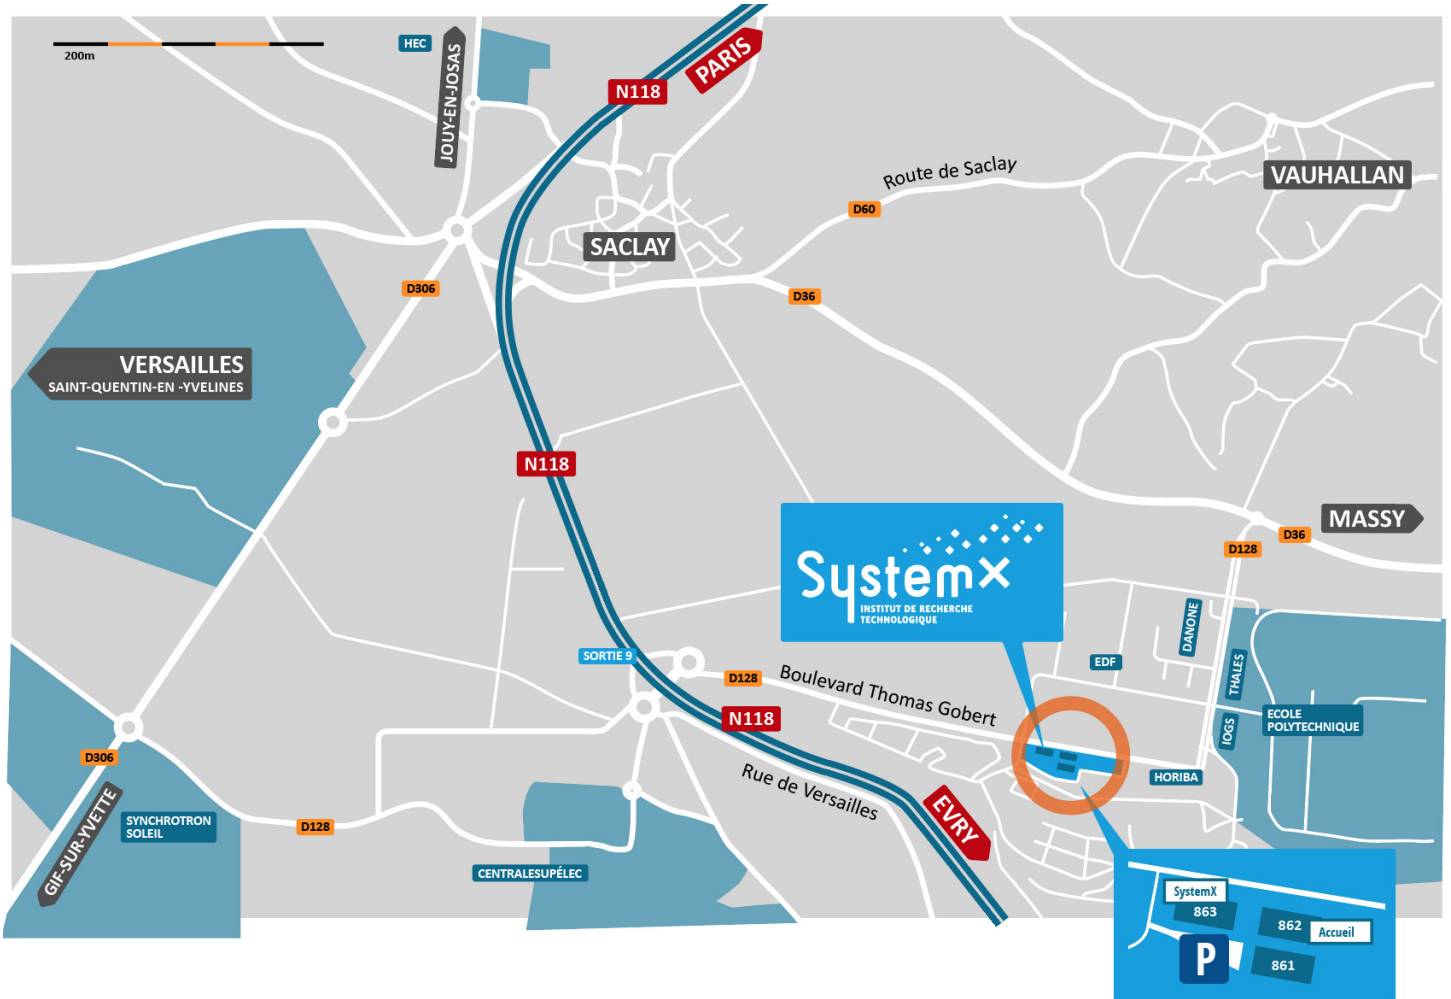 200m
HEC
JOUY-EN-JOSAS
PARIS
N118
Route de Saclay
VAUHALLAN
D60
SACLAY
D306
D36
VERSAILLES
SAINT-QUENTIN-EN -YVELINES
N118
MASSY
D36
D128
SystemX
INSTITUT DE RECHERCHE
TECHNOLOGIQUE
DANONE
SORTIE 9
EDF
THALES
D128
Boulevard Thomas Gobert
N118
IOGS
ECOLE
POLYTECHNIQUE
D306
HORIBA
Rue de Versailles
GIF-SUR-YVETTE
SYNCHROTRON
SOLEIL
D128
EVRY
CENTRALESUPÉLEC
SystemX
863
862
Accueil
P
861